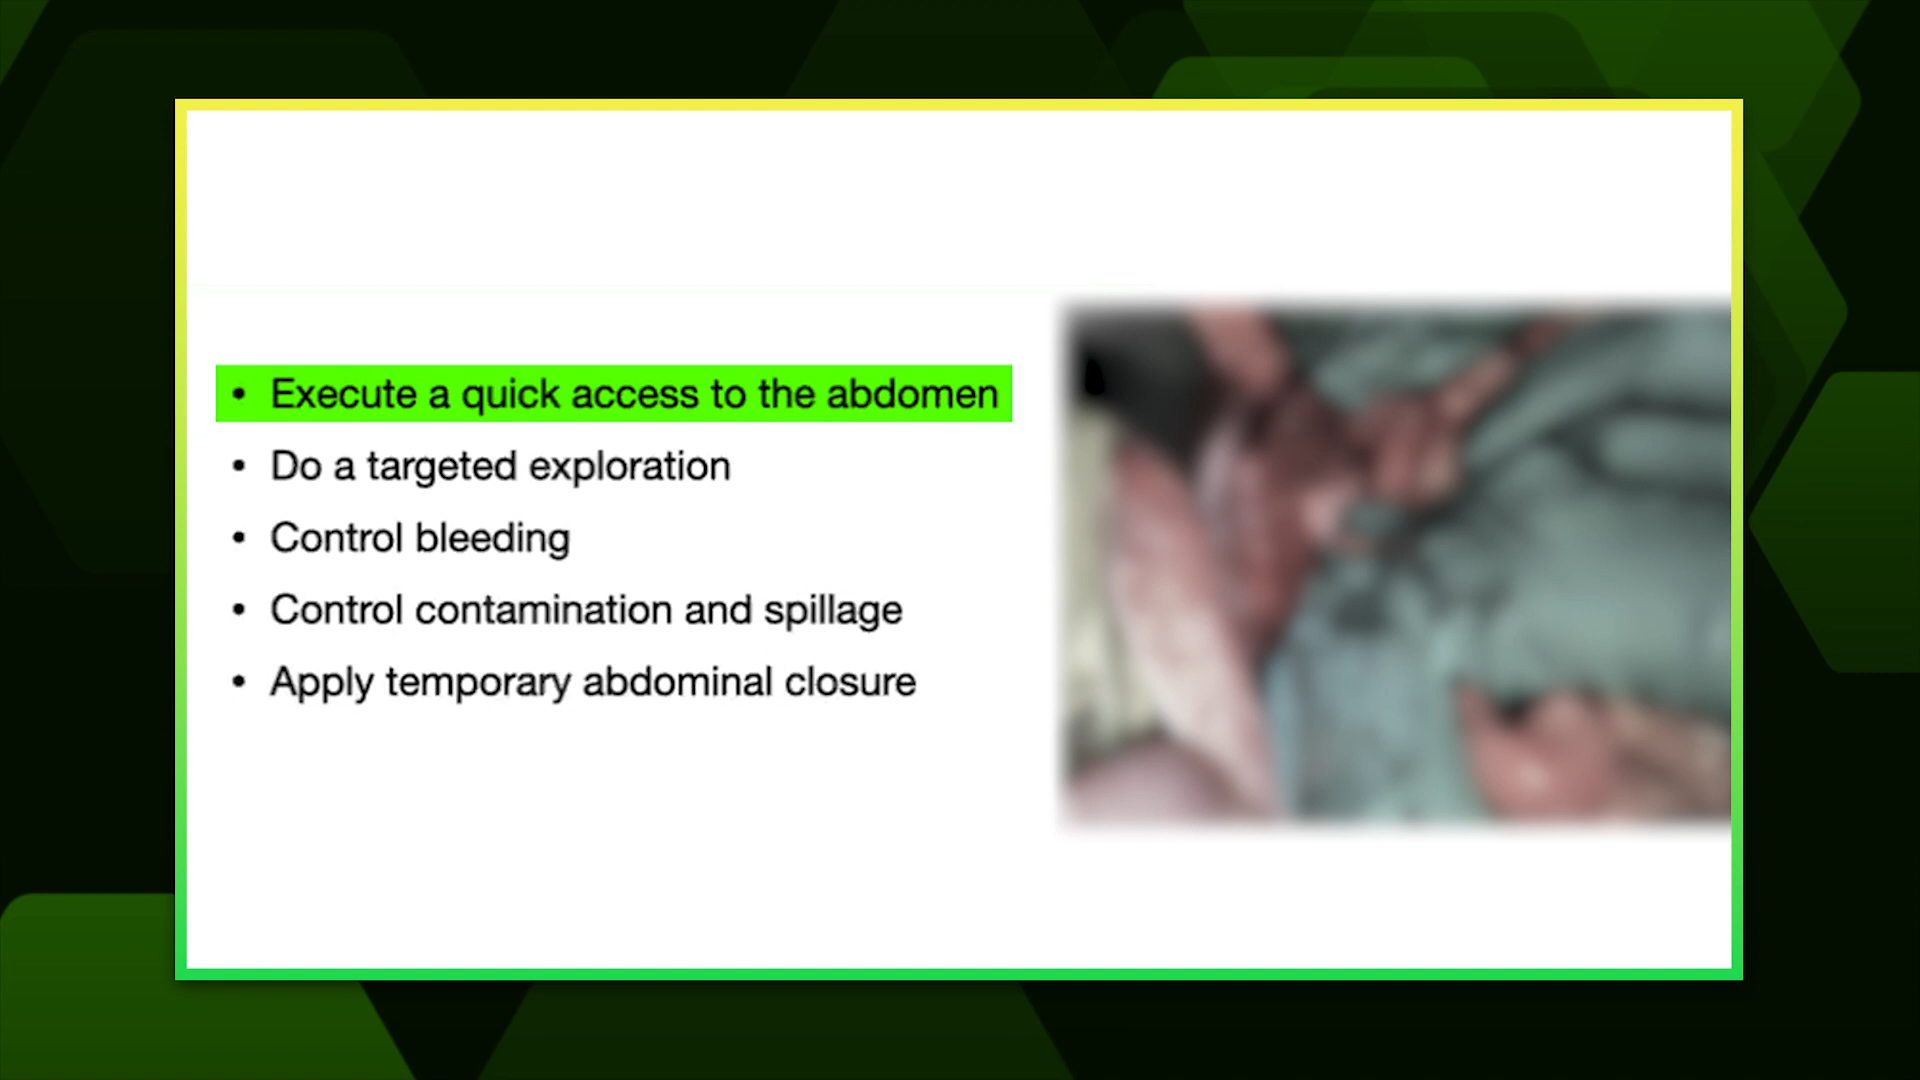 • Execute a quick access to the abdomen
• Do a targeted exploration
• Control bleeding
• Control contamination and spillage
• Apply temporary abdominal closure